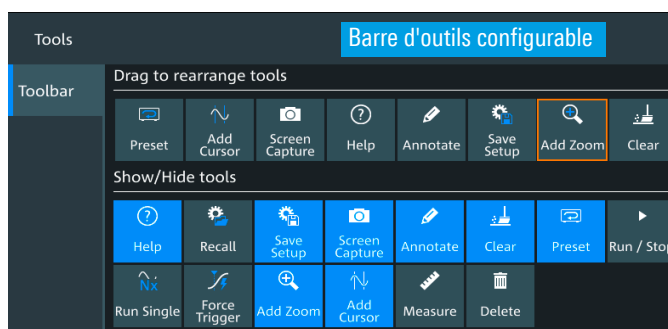 Tools
Barre d'outils configurable
Toolbar
Drag to rearrange tools
Preset
Add
Cursor
Screen
Capture
Help
Annotate
Save
Setup
Add Zoom
Clear
Show/Hide tools
Help
Recall
Save
Setup
Screen
Capture
Annotate
Clear
Preset
Run / Stop
Nx
Run Single
Force
Trigger
Add Zoom
Add
Cursor
Measure
Delete